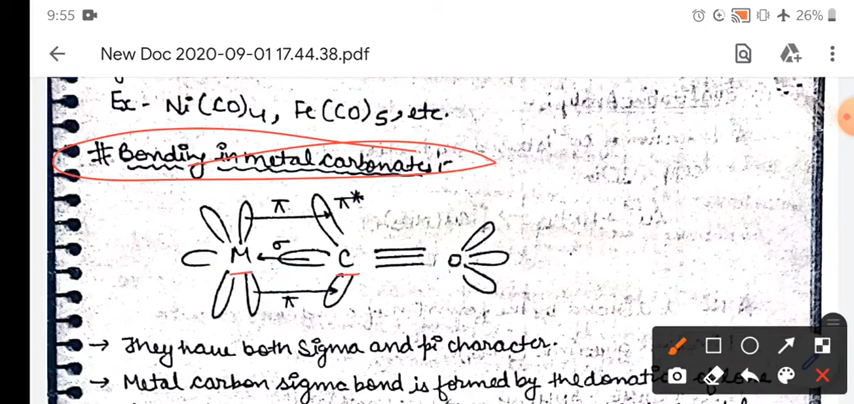 9:55
26%
New Doc 2020-09-01 17.44.38.pdf
Ex - Ni(CO)4, Fe(CO)5, etc.
# Bonding in metal carbonates :-
π π*
M σ C O
π
→ They have both Sigma and pi character.
→ Metal carbon sigma bond is formed by the donati